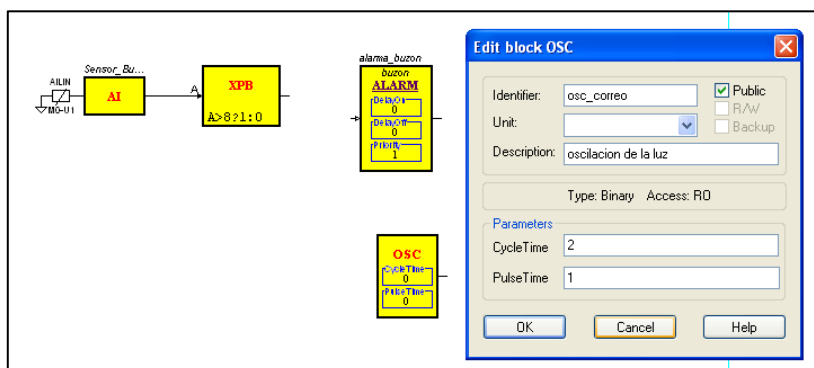 Sensor_Bu...
AILIN
AI
MO-U1
A
XPB
A>8?1:0
alarma_buzon
buzon
ALARM
DelayOn
0
DelayOff
0
Priority
1
OSC
CycleTime
0
PulseTime
0
Edit block OSC
Identifier: osc_correo
Public
R/W
Unit:
Backup
Description: oscilacion de la luz
Type: Binary Access: RO
Parameters
CycleTime 2
PulseTime 1
OK Cancel Help